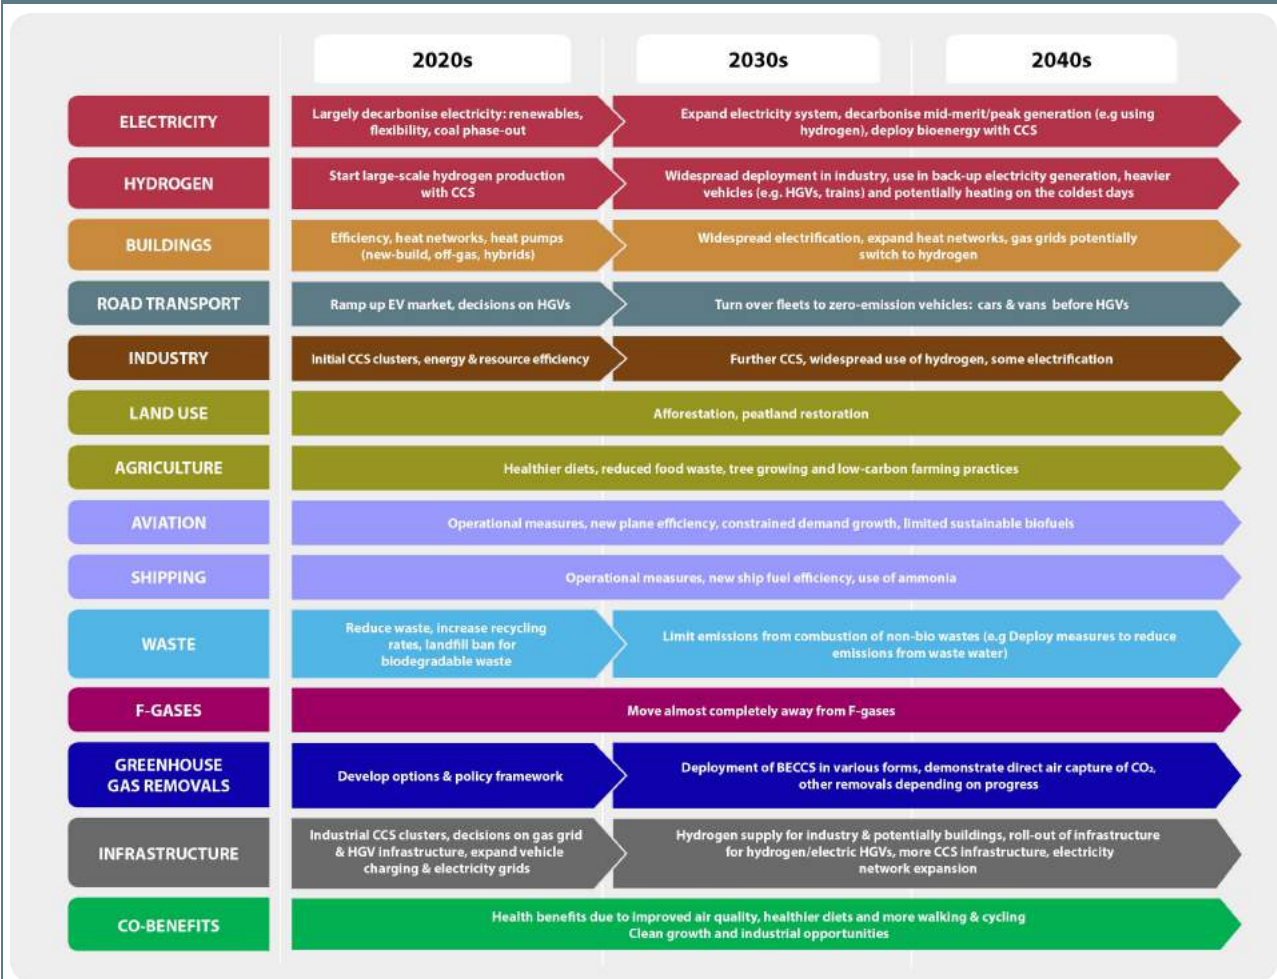 2020s
2030s
2040s
ELECTRICITY
Largely decarbonise electricity: renewables,
flexibility, coal phase-out
Expand electricity system, decarbonise mid-merit/peak generation (e.g using
hydrogen), deploy bioenergy with CCS
HYDROGEN
Start large-scale hydrogen production
with CCS
Widespread deployment in industry, use in back-up electricity generation, heavier
vehicles (e.g. HGVs, trains) and potentially heating on the coldest days
BUILDINGS
Efficiency, heat networks, heat pumps
(new-build, off-gas, hybrids)
Widespread electrification, expand heat networks, gas grids potentially
switch to hydrogen
ROAD TRANSPORT
Ramp up EV market, decisions on HGVs
Turn over fleets to zero-emission vehicles: cars & vans before HGVs
INDUSTRY
Initial CCS clusters, energy & resource efficiency
Further CCS, widespread use of hydrogen, some electrification
LAND USE
Afforestation, peatland restoration
AGRICULTURE
Healthier diets, reduced food waste, tree growing and low-carbon farming practices
AVIATION
Operational measures, new plane efficiency, constrained demand growth, limited sustainable biofuels
SHIPPING
Operational measures, new ship fuel efficiency, use of ammonia
WASTE
Reduce waste, increase recycling
rates, landfill ban for
biodegradable waste
Limit emissions from combustion of non-bio wastes (e.g Deploy measures to reduce
emissions from waste water)
F-GASES
Move almost completely away from F-gases
GREENHOUSE
GAS REMOVALS
Develop options & policy framework
Deployment of BECCS in various forms, demonstrate direct air capture of CO₂,
other removals depending on progress
INFRASTRUCTURE
Industrial CCS clusters, decisions on gas grid
& HGV infrastructure, expand vehicle
charging & electricity grids
Hydrogen supply for industry & potentially buildings, roll-out of infrastructure
for hydrogen/electric HGVs, more CCS infrastructure, electricity
network expansion
CO-BENEFITS
Health benefits due to improved air quality, healthier diets and more walking & cycling
Clean growth and industrial opportunities